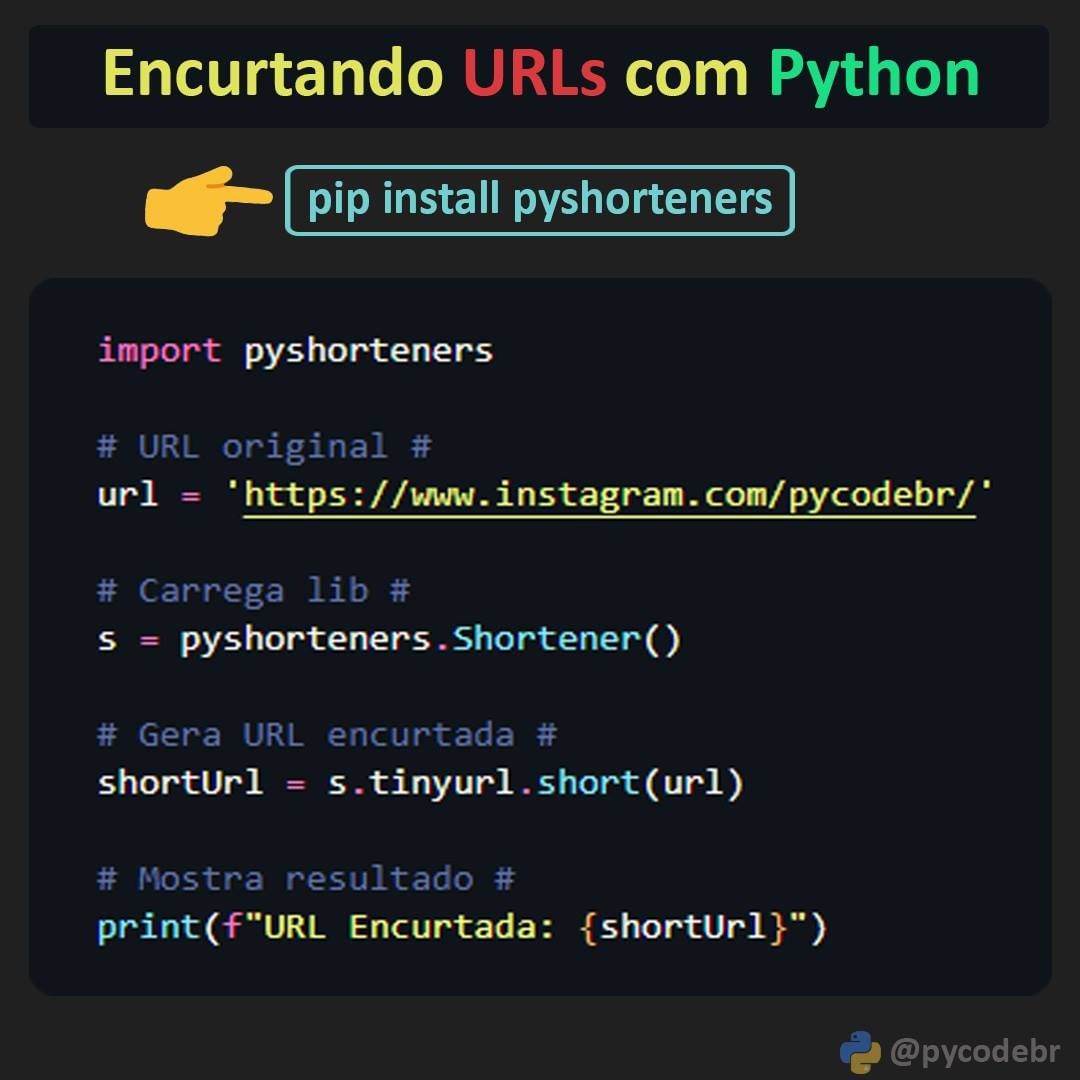 Encurtando URLs com Python
pip install pyshorteners
import pyshorteners
# URL original #
url = 'https://www.instagram.com/pycodebr/'
# Carrega lib #
s = pyshorteners.Shortener()
# Gera URL encurtada #
shortUrl = s.tinyurl.short(url)
# Mostra resultado #
print(f"URL Encurtada: {shortUrl}")
@pycodebr